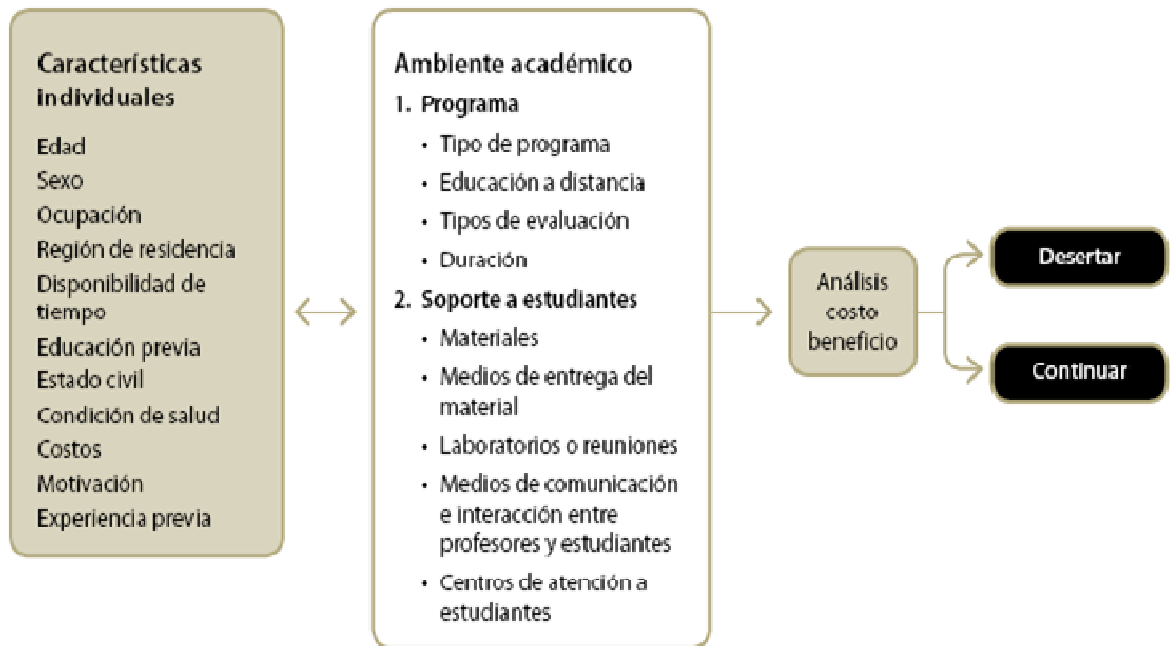 Características
individuales
Edad
Sexo
Ocupación
Región de residencia
Disponibilidad de
tiempo
Educación previa
Estado civil
Condición de salud
Costos
Motivación
Experiencia previa
Ambiente académico
1. Programa
• Tipo de programa
• Educación a distancia
• Tipos de evaluación
• Duración
2. Soporte a estudiantes
• Materiales
• Medios de entrega del
material
• Laboratorios o reuniones
• Medios de comunicación
e interacción entre
profesores y estudiantes
• Centros de atención a
estudiantes
Análisis
costo
beneficio
Desertar
Continuar